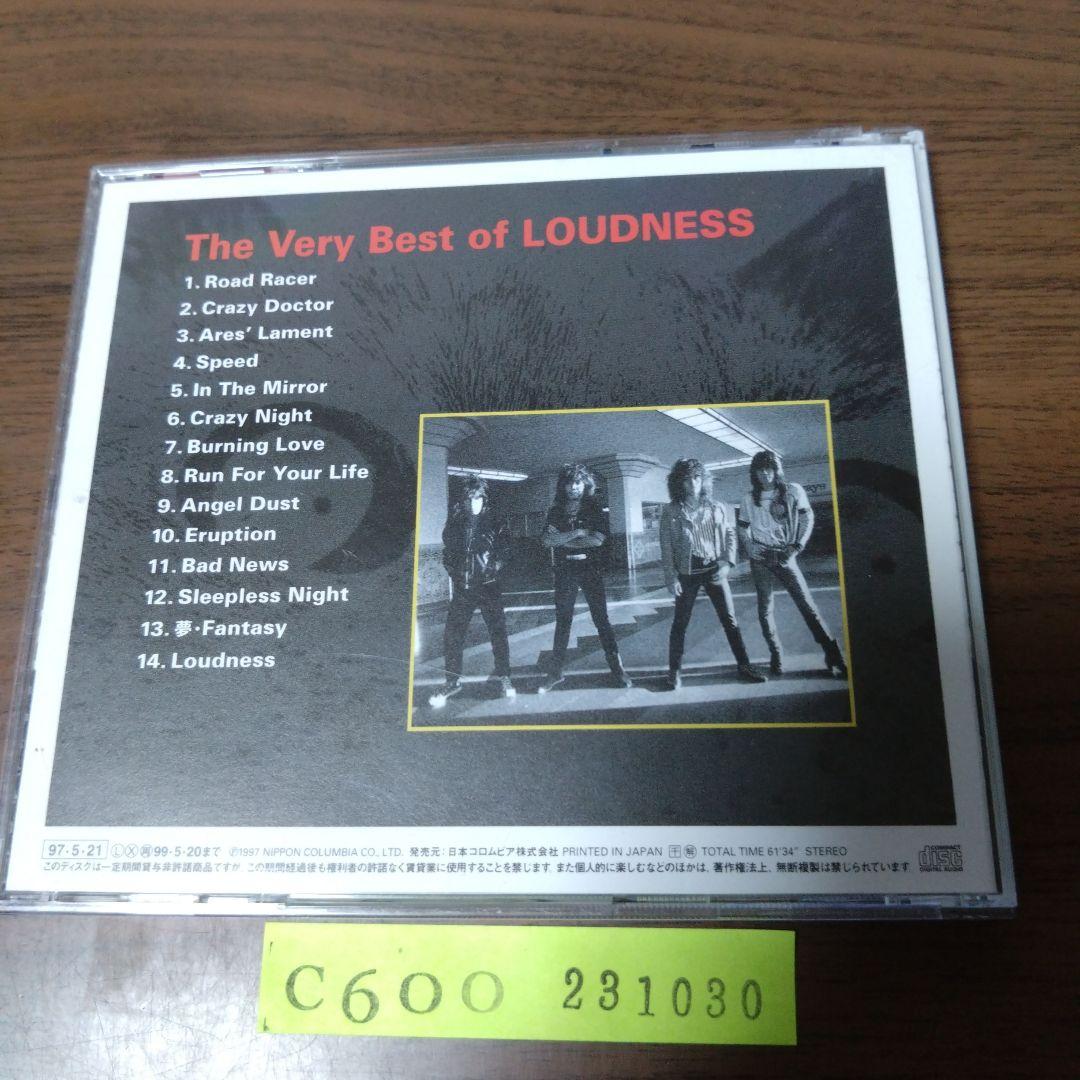 The Very Best of LOUDNESS
1. Road Racer
2. Crazy Doctor
3. Ares' Lament
4. Speed
5. In The Mirror
6. Crazy Night
7. Burning Love
8. Run For Your Life
9. Angel Dust
10. Eruption
11. Bad News
12. Sleepless Night
13. 夢・Fantasy
14. Loudness
97・5・21 Ⓛ Ⓧ 再 99・5・20まで ℗1997 NIPPON COLUMBIA CO., LTD. 発売元：日本コロムビア株式会社 PRINTED IN JAPAN 干 解 TOTAL TIME 61'34" STEREO
このディスクは一定期間貸与非許諾商品ですが、この期間経過後も権利者の許諾なく賃貸業に使用することを禁じます。また個人的に楽しむなどのほかは、著作権法上、無断複製は禁じられています。
COMPACT disc DIGITAL AUDIO
C600 231030